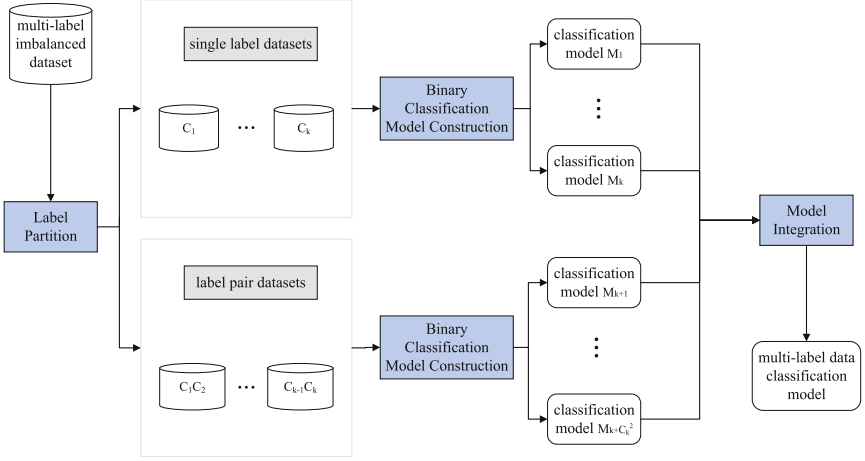 multi-label
imbalanced
dataset
Label
Partition
single label datasets
C₁
...
Cₖ
label pair datasets
C₁C₂
...
Cₖ₋₁Cₖ
Binary
Classification
Model Construction
Binary
Classification
Model Construction
classification
model M₁
classification
model Mₖ
classification
model Mₖ₊₁
classification
model Mₖ₊Cₖ²
Model
Integration
multi-label data
classification
model